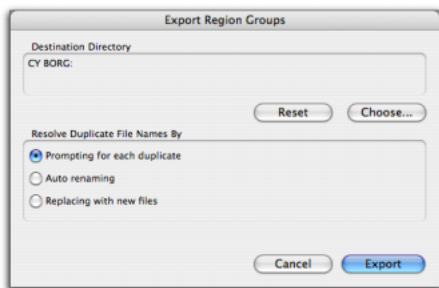 Export Region Groups
Destination Directory
CY BORG:
Reset
Choose...
Resolve Duplicate File Names By
Prompting for each duplicate
Auto renaming
Replacing with new files
Cancel
Export